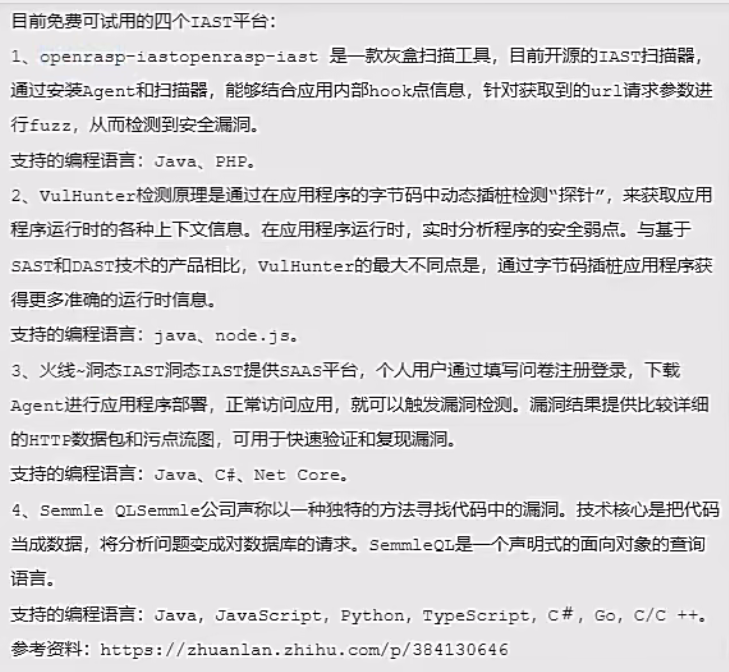 目前免费可试用的四个IAST平台：
1、openrasp-iastopenrasp-iast 是一款灰盒扫描工具，目前开源的IAST扫描器，
通过安装Agent和扫描器，能够结合应用内部hook点信息，针对获取到的url请求参数进
行fuzz，从而检测到安全漏洞。
支持的编程语言：Java、PHP。
2、VulHunter检测原理是通过在应用程序的字节码中动态插桩检测“探针”，来获取应用
程序运行时的各种上下文信息。在应用程序运行时，实时分析程序的安全弱点。与基于
SAST和DAST技术的产品相比，VulHunter的最大不同点是，通过字节码插桩应用程序获
得更多准确的运行时信息。
支持的编程语言：java、node.js。
3、火线~洞态IAST洞态IAST提供SAAS平台，个人用户通过填写问卷注册登录，下载
Agent进行应用程序部署，正常访问应用，就可以触发漏洞检测。漏洞结果提供比较详细
的HTTP数据包和污点流图，可用于快速验证和复现漏洞。
支持的编程语言：Java、C#、Net Core。
4、Semmle QLSemmle公司声称以一种独特的方法寻找代码中的漏洞。技术核心是把代码
当成数据，将分析问题变成对数据库的请求。SemmleQL是一个声明式的面向对象的查询
语言。
支持的编程语言：Java, JavaScript, Python, TypeScript, C#, Go, C/C ++。
参考资料：https://zhuanlan.zhihu.com/p/384130646